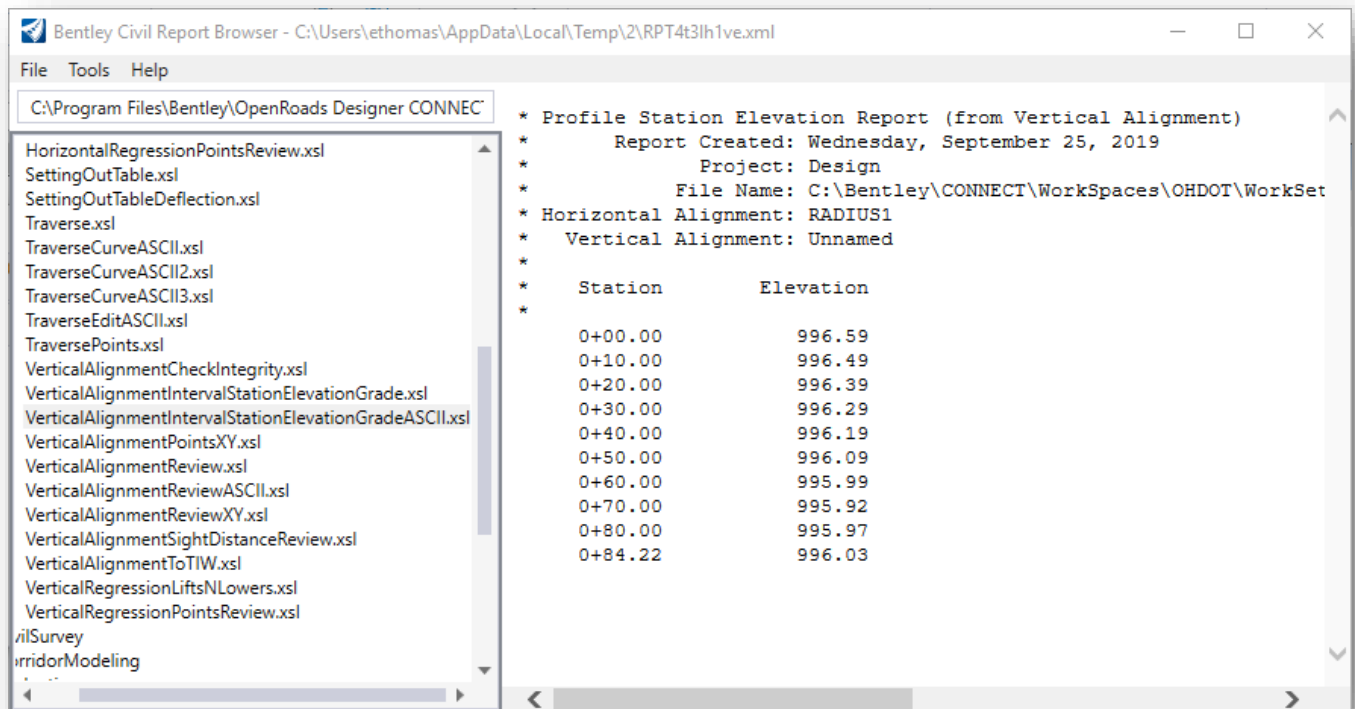 Bentley Civil Report Browser - C:\Users\ethomas\AppData\Local\Temp\2\RPT4t3lh1ve.xml
File Tools Help
C:\Program Files\Bentley\OpenRoads Designer CONNECT
HorizontalRegressionPointsReview.xsl
SettingOutTable.xsl
SettingOutTableDeflection.xsl
Traverse.xsl
TraverseCurveASCII.xsl
TraverseCurveASCII2.xsl
TraverseCurveASCII3.xsl
TraverseEditASCII.xsl
TraversePoints.xsl
VerticalAlignmentCheckIntegrity.xsl
VerticalAlignmentIntervalStationElevationGrade.xsl
VerticalAlignmentIntervalStationElevationGradeASCII.xsl
VerticalAlignmentPointsXY.xsl
VerticalAlignmentReview.xsl
VerticalAlignmentReviewASCII.xsl
VerticalAlignmentReviewXY.xsl
VerticalAlignmentSightDistanceReview.xsl
VerticalAlignmentToTIW.xsl
VerticalRegressionLiftsNLowers.xsl
VerticalRegressionPointsReview.xsl
vilSurvey
rridorModeling
* Profile Station Elevation Report (from Vertical Alignment)
* Report Created: Wednesday, September 25, 2019
* Project: Design
* File Name: C:\Bentley\CONNECT\WorkSpaces\OHDOT\WorkSet
* Horizontal Alignment: RADIUS1
* Vertical Alignment: Unnamed
*
* Station Elevation
*
0+00.00 996.59
0+10.00 996.49
0+20.00 996.39
0+30.00 996.29
0+40.00 996.19
0+50.00 996.09
0+60.00 995.99
0+70.00 995.92
0+80.00 995.97
0+84.22 996.03